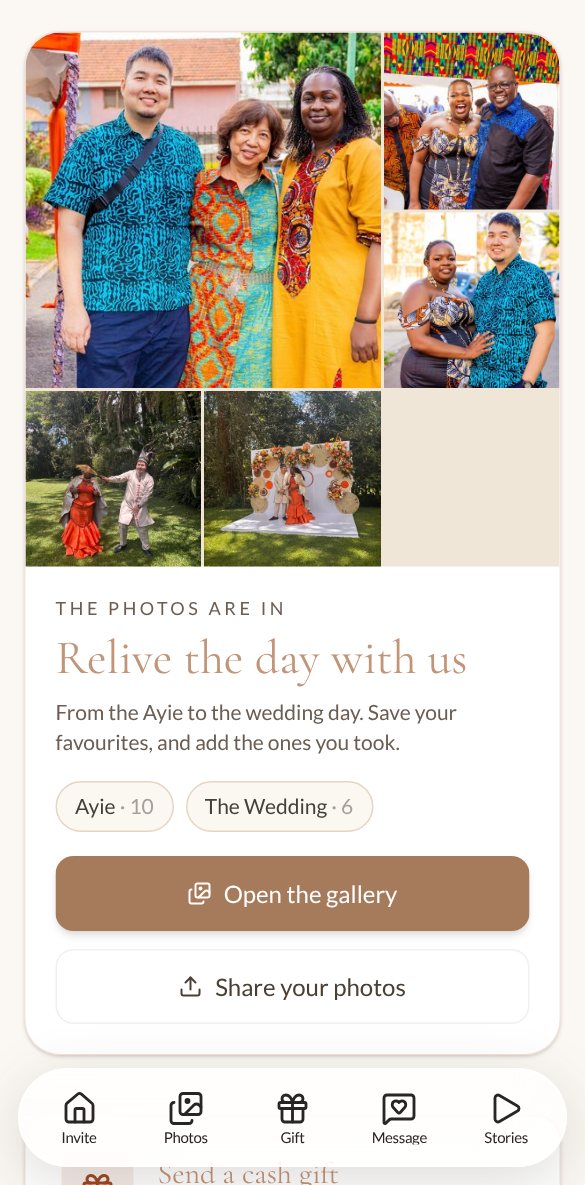 THE PHOTOS ARE IN
Relive the day with us
From the Ayie to the wedding day. Save your
favourites, and add the ones you took.
Ayie · 10
The Wedding · 6
Open the gallery
Share your photos
Invite
Photos
Gift
Message
Stories
Send a cash gift